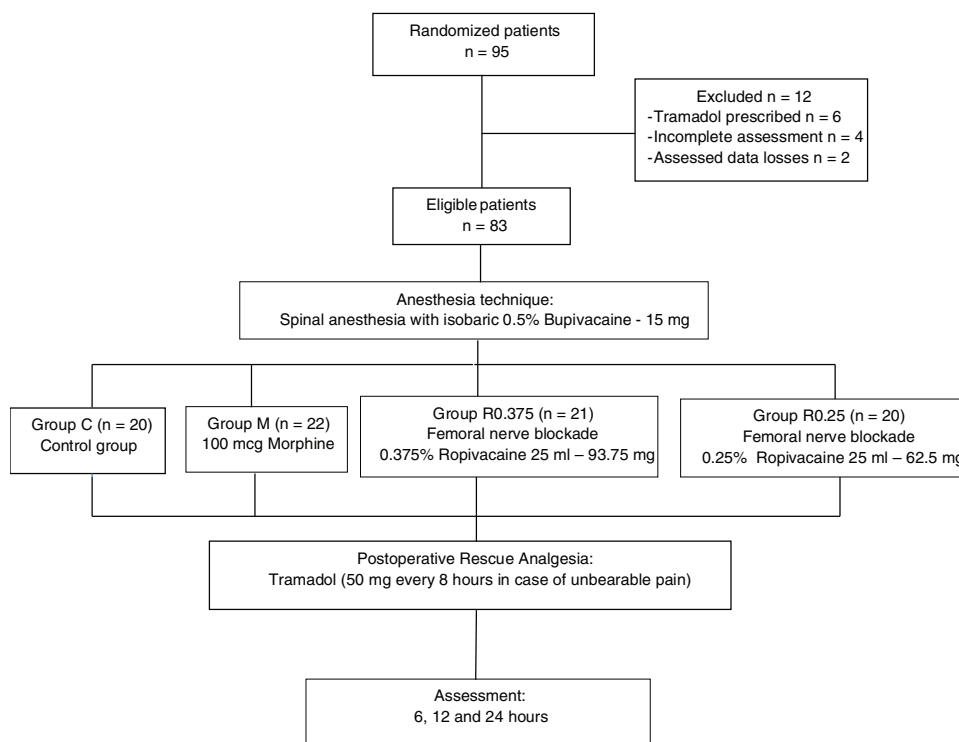 Randomized patients
n = 95
Excluded n = 12
-Tramadol prescribed n = 6
-Incomplete assessment n = 4
-Assessed data losses n = 2
Eligible patients
n = 83
Anesthesia technique:
Spinal anesthesia with isobaric 0.5% Bupivacaine - 15 mg
Group C (n = 20)
Control group
Group M (n = 22)
100 mcg Morphine
Group R0.375 (n = 21)
Femoral nerve blockade
0.375% Ropivacaine 25 ml – 93.75 mg
Group R0.25 (n = 20)
Femoral nerve blockade
0.25% Ropivacaine 25 ml – 62.5 mg
Postoperative Rescue Analgesia:
Tramadol (50 mg every 8 hours in case of unbearable pain)
Assessment:
6, 12 and 24 hours